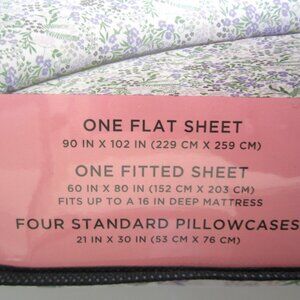 ONE FLAT SHEET
90 IN X 102 IN (229 CM X 259 CM)
ONE FITTED SHEET
60 IN X 80 IN (152 CM X 203 CM)
FITS UP TO A 16 IN DEEP MATTRESS
FOUR STANDARD PILLOWCASES
21 IN X 30 IN (53 CM X 76 CM)